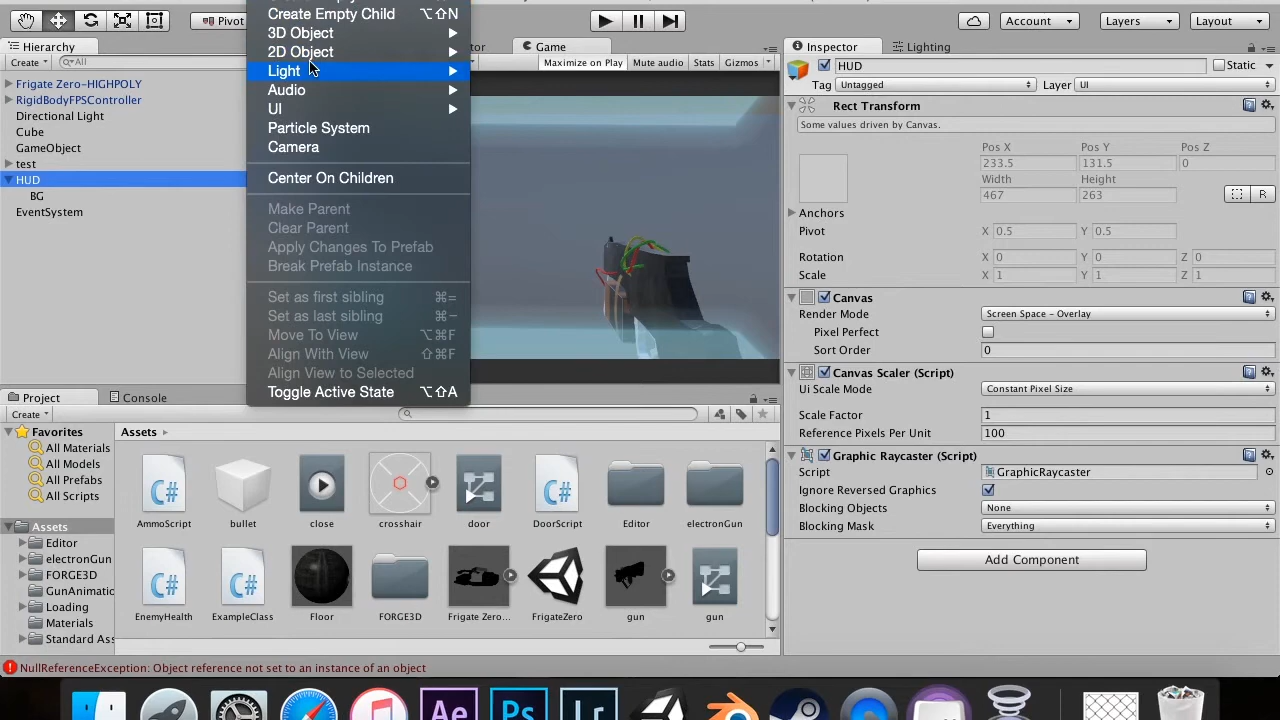 Create Empty Child ⌥⇧N
3D Object
2D Object
Light
Audio
UI
Particle System
Camera
Center On Children
Make Parent
Clear Parent
Apply Changes To Prefab
Break Prefab Instance
Set as first sibling ⌘=
Set as last sibling ⌘-
Move To View ⌥⌘F
Align With View ⇧⌘F
Align View to Selected
Toggle Active State ⌥⇧A
Pivot
Account
Layers
Layout
Hierarchy
Create
All
Frigate Zero-HIGHPOLY
RigidBodyFPSController
Directional Light
Cube
GameObject
test
HUD
BG
EventSystem
Game
Maximize on Play
Mute audio
Stats
Gizmos
Inspector
Lighting
HUD
Static
Tag Untagged
Layer UI
Rect Transform
Some values driven by Canvas.
Pos X Pos Y Pos Z
233.5 131.5 0
Width Height
467 263
R
Anchors
Pivot X 0.5 Y 0.5
Rotation X 0 Y 0 Z 0
Scale X 1 Y 1 Z 1
Canvas
Render Mode Screen Space - Overlay
Pixel Perfect
Sort Order 0
Canvas Scaler (Script)
Ui Scale Mode Constant Pixel Size
Scale Factor 1
Reference Pixels Per Unit 100
Graphic Raycaster (Script)
Script GraphicRaycaster
Ignore Reversed Graphics
Blocking Objects None
Blocking Mask Everything
Add Component
Project
Console
Create
Favorites
All Materials
All Models
All Prefabs
All Scripts
Assets
Editor
electronGun
FORGE3D
GunAnimatio
Loading
Materials
Standard Ass
Assets
C# C# C# C#
AmmoScript bullet close crosshair door DoorScript Editor electronGun
EnemyHealth ExampleClass Floor FORGE3D Frigate Zero... FrigateZero gun gun
NullReferenceException: Object reference not set to an instance of an object
Ae Ps Lr